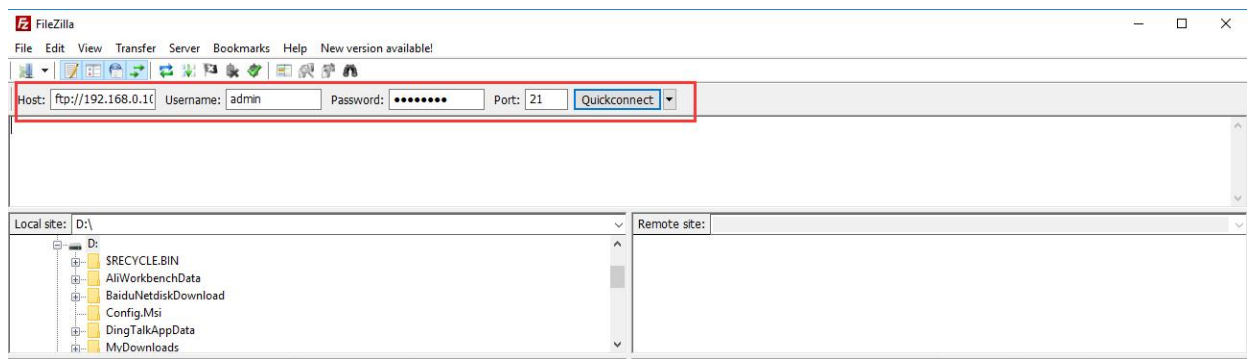 FileZilla
File Edit View Transfer Server Bookmarks Help New version available!
Host: ftp://192.168.0.10 Username: admin Password: ●●●●●●●● Port: 21 Quickconnect
Local site: D:\ Remote site:
D:
$RECYCLE.BIN
AliWorkbenchData
BaiduNetdiskDownload
Config.Msi
DingTalkAppData
MyDownloads